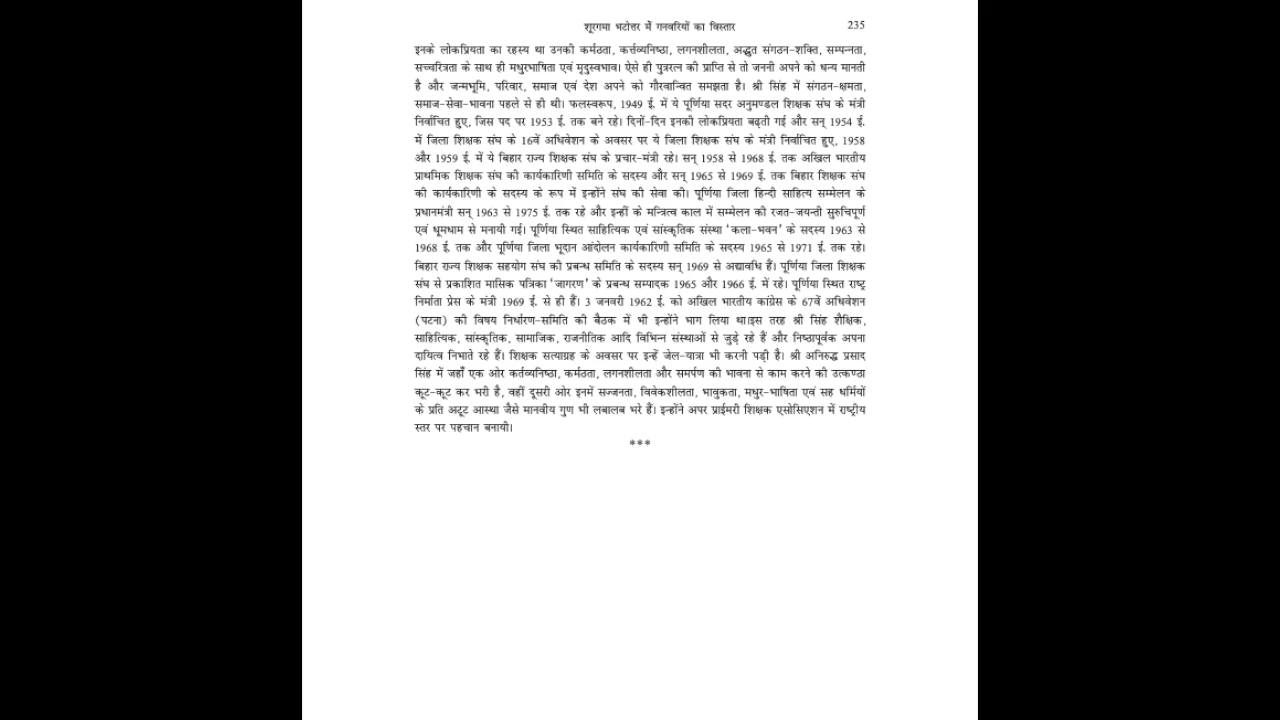 शूरगमा भटोत्तर में गनवरियों का विस्तार 235
इनके लोकप्रियता का रहस्य था उनकी कर्मठता, कर्त्तव्यनिष्ठा, लगनशीलता, अद्भुत संगठन-शक्ति, सम्पन्नता,
सच्चरित्रता के साथ ही मधुरभाषिता एवं मृदुस्वभाव। ऐसे ही पुत्ररत्न की प्राप्ति से तो जननी अपने को धन्य मानती
है और जन्मभूमि, परिवार, समाज एवं देश अपने को गौरवान्वित समझता है। श्री सिंह में संगठन-क्षमता,
समाज-सेवा-भावना पहले से ही थी। फलस्वरूप, 1949 ई. में ये पूर्णिया सदर अनुमण्डल शिक्षक संघ के मंत्री
निर्वाचित हुए, जिस पद पर 1953 ई. तक बने रहे। दिनों-दिन इनकी लोकप्रियता बढ़ती गई और सन् 1954 ई.
में जिला शिक्षक संघ के 16वें अधिवेशन के अवसर पर ये जिला शिक्षक संघ के मंत्री निर्वाचित हुए, 1958
और 1959 ई. में ये बिहार राज्य शिक्षक संघ के प्रचार-मंत्री रहे। सन् 1958 से 1968 ई. तक अखिल भारतीय
प्राथमिक शिक्षक संघ की कार्यकारिणी समिति के सदस्य और सन् 1965 से 1969 ई. तक बिहार शिक्षक संघ
की कार्यकारिणी के सदस्य के रूप में इन्होंने संघ की सेवा की। पूर्णिया जिला हिन्दी साहित्य सम्मेलन के
प्रधानमंत्री सन् 1963 से 1975 ई. तक रहे और इन्हीं के मन्त्रित्व काल में सम्मेलन की रजत-जयन्ती सुरुचिपूर्ण
एवं धूमधाम से मनायी गई। पूर्णिया स्थित साहित्यिक एवं सांस्कृतिक संस्था ‘कला-भवन’ के सदस्य 1963 से
1968 ई. तक और पूर्णिया जिला भूदान आंदोलन कार्यकारिणी समिति के सदस्य 1965 से 1971 ई. तक रहे।
बिहार राज्य शिक्षक सहयोग संघ की प्रबन्ध समिति के सदस्य सन् 1969 से अद्यावधि हैं। पूर्णिया जिला शिक्षक
संघ से प्रकाशित मासिक पत्रिका ‘जागरण’ के प्रबन्ध सम्पादक 1965 और 1966 ई. में रहे। पूर्णिया स्थित राष्ट्र
निर्माता प्रेस के मंत्री 1969 ई. से ही हैं। 3 जनवरी 1962 ई. को अखिल भारतीय कांग्रेस के 67वें अधिवेशन
(पटना) की विषय निर्धारण-समिति की बैठक में भी इन्होंने भाग लिया था।इस तरह श्री सिंह शैक्षिक,
साहित्यिक, सांस्कृतिक, सामाजिक, राजनीतिक आदि विभिन्न संस्थाओं से जुड़े रहे हैं और निष्ठापूर्वक अपना
दायित्व निभाते रहे हैं। शिक्षक सत्याग्रह के अवसर पर इन्हें जेल-यात्रा भी करनी पड़ी है। श्री अनिरुद्ध प्रसाद
सिंह में जहाँ एक ओर कर्तव्यनिष्ठा, कर्मठता, लगनशीलता और समर्पण की भावना से काम करने की उत्कण्ठा
कूट-कूट कर भरी है, वहीं दूसरी ओर इनमें सज्जनता, विवेकशीलता, भावुकता, मधुर-भाषिता एवं सह धर्मियों
के प्रति अटूट आस्था जैसे मानवीय गुण भी लबालब भरे हैं। इन्होंने अपर प्राईमरी शिक्षक एसोसिएशन में राष्ट्रीय
स्तर पर पहचान बनायी।
***